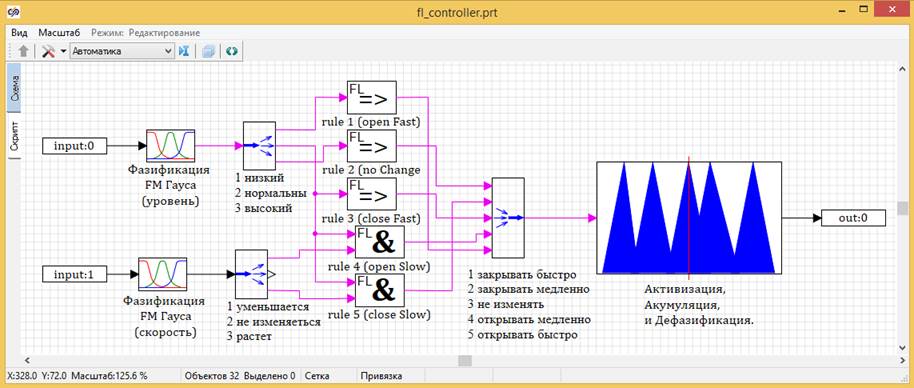 fl_controller.prt
Вид Масштаб Режим: Редактирование
Автоматика
Схема
Скрипт
input:0
Фазификация
FM Гауса
(уровень)
1 низкий
2 нормальны
3 высокий
input:1
Фазификация
FM Гауса
(скорость)
1 уменьшается
2 не изменяеться
3 растет
FL
=>
rule 1 (open Fast)
FL
=>
rule 2 (no Change
FL
=>
rule 3 (close Fast)
FL
&
rule 4 (open Slow)
FL
&
rule 5 (close Slow)
1 закрывать быстро
2 закрывать медленно
3 не изменять
4 открывать медленно
5 открывать быстро
Активизация,
Акумуляция,
и Дефазификация.
out:0
X:328.0 Y:72.0 Масштаб:125.6 % Объектов 32 Выделено 0 Сетка Привязка